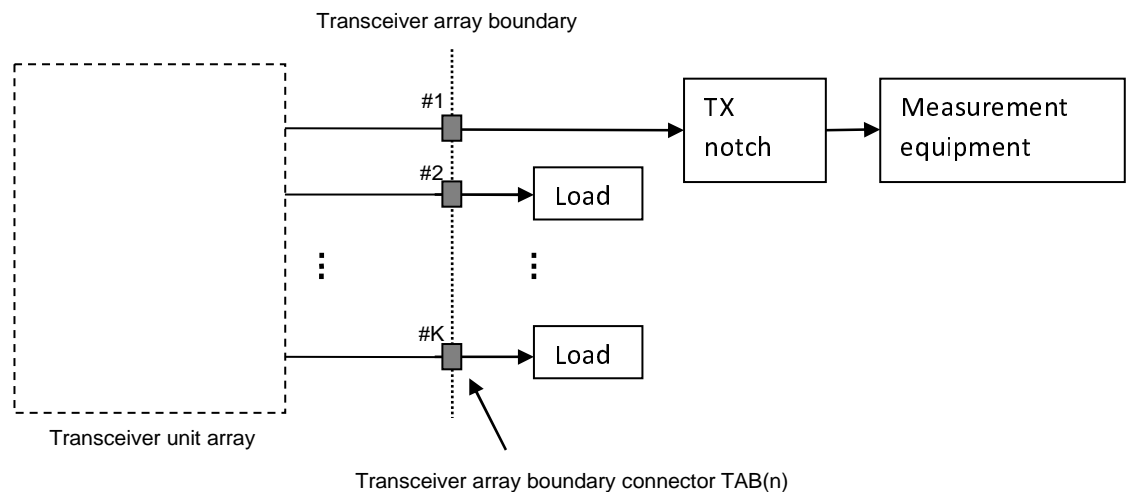 Transceiver array boundary
#1
TX
notch
Measurement
equipment
#2
Load
#K
Load
Transceiver unit array
Transceiver array boundary connector TAB(n)